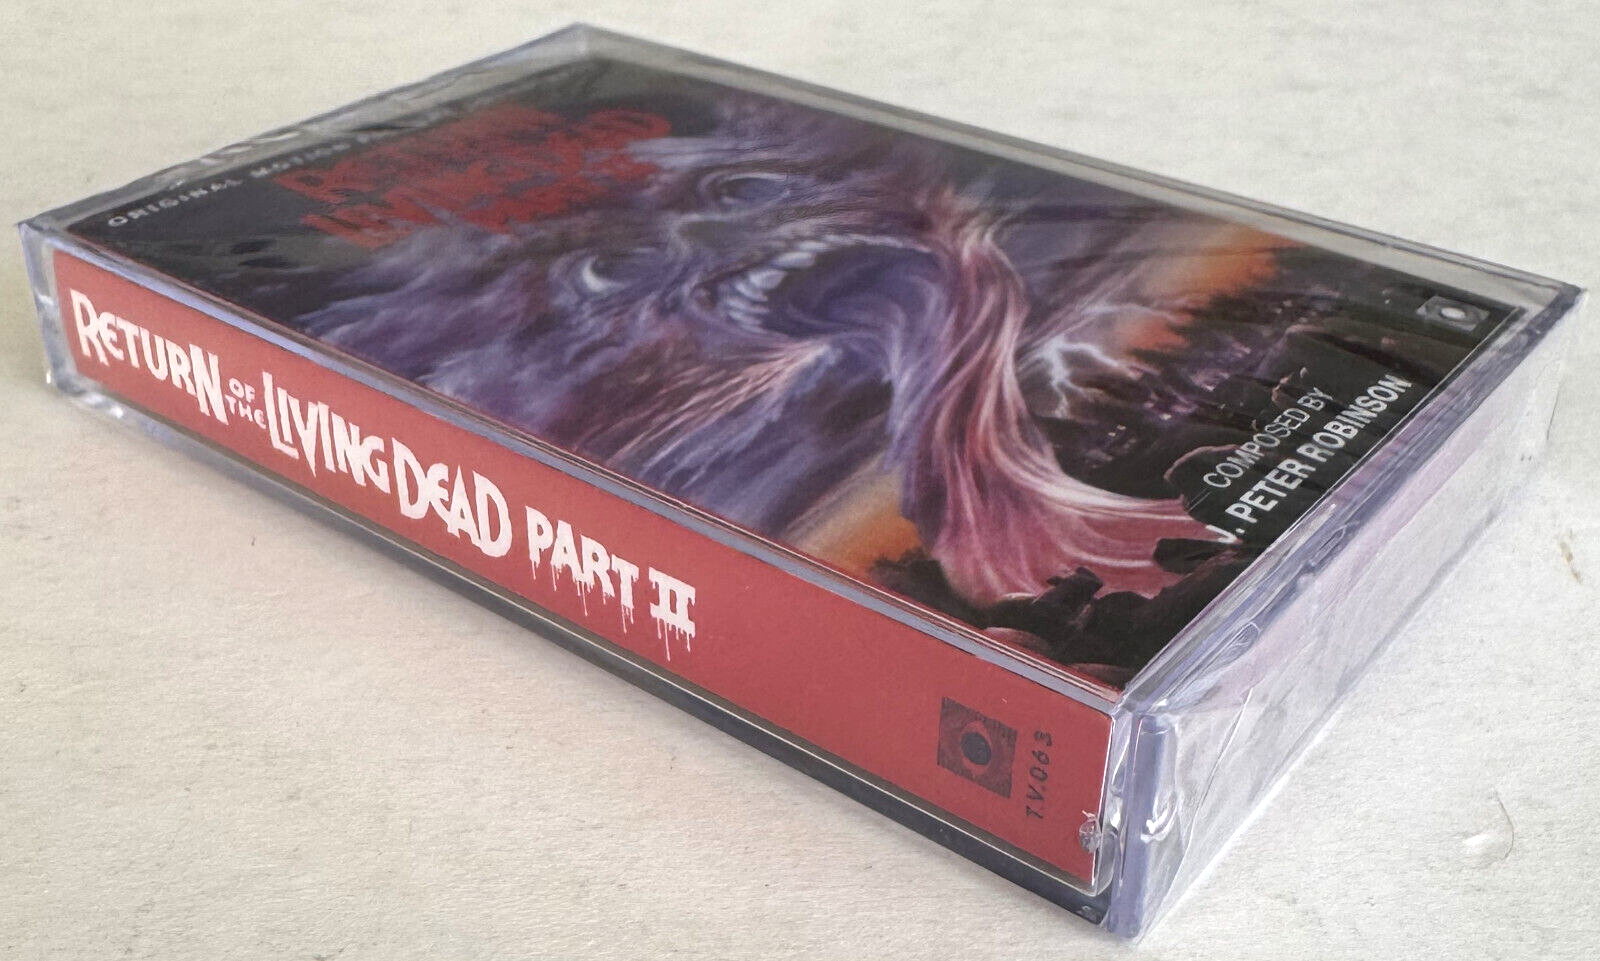 ORIGINAL MOTION
RETURN OF THE LIVING DEAD PART II
COMPOSED BY
J. PETER ROBINSON
T.V.063